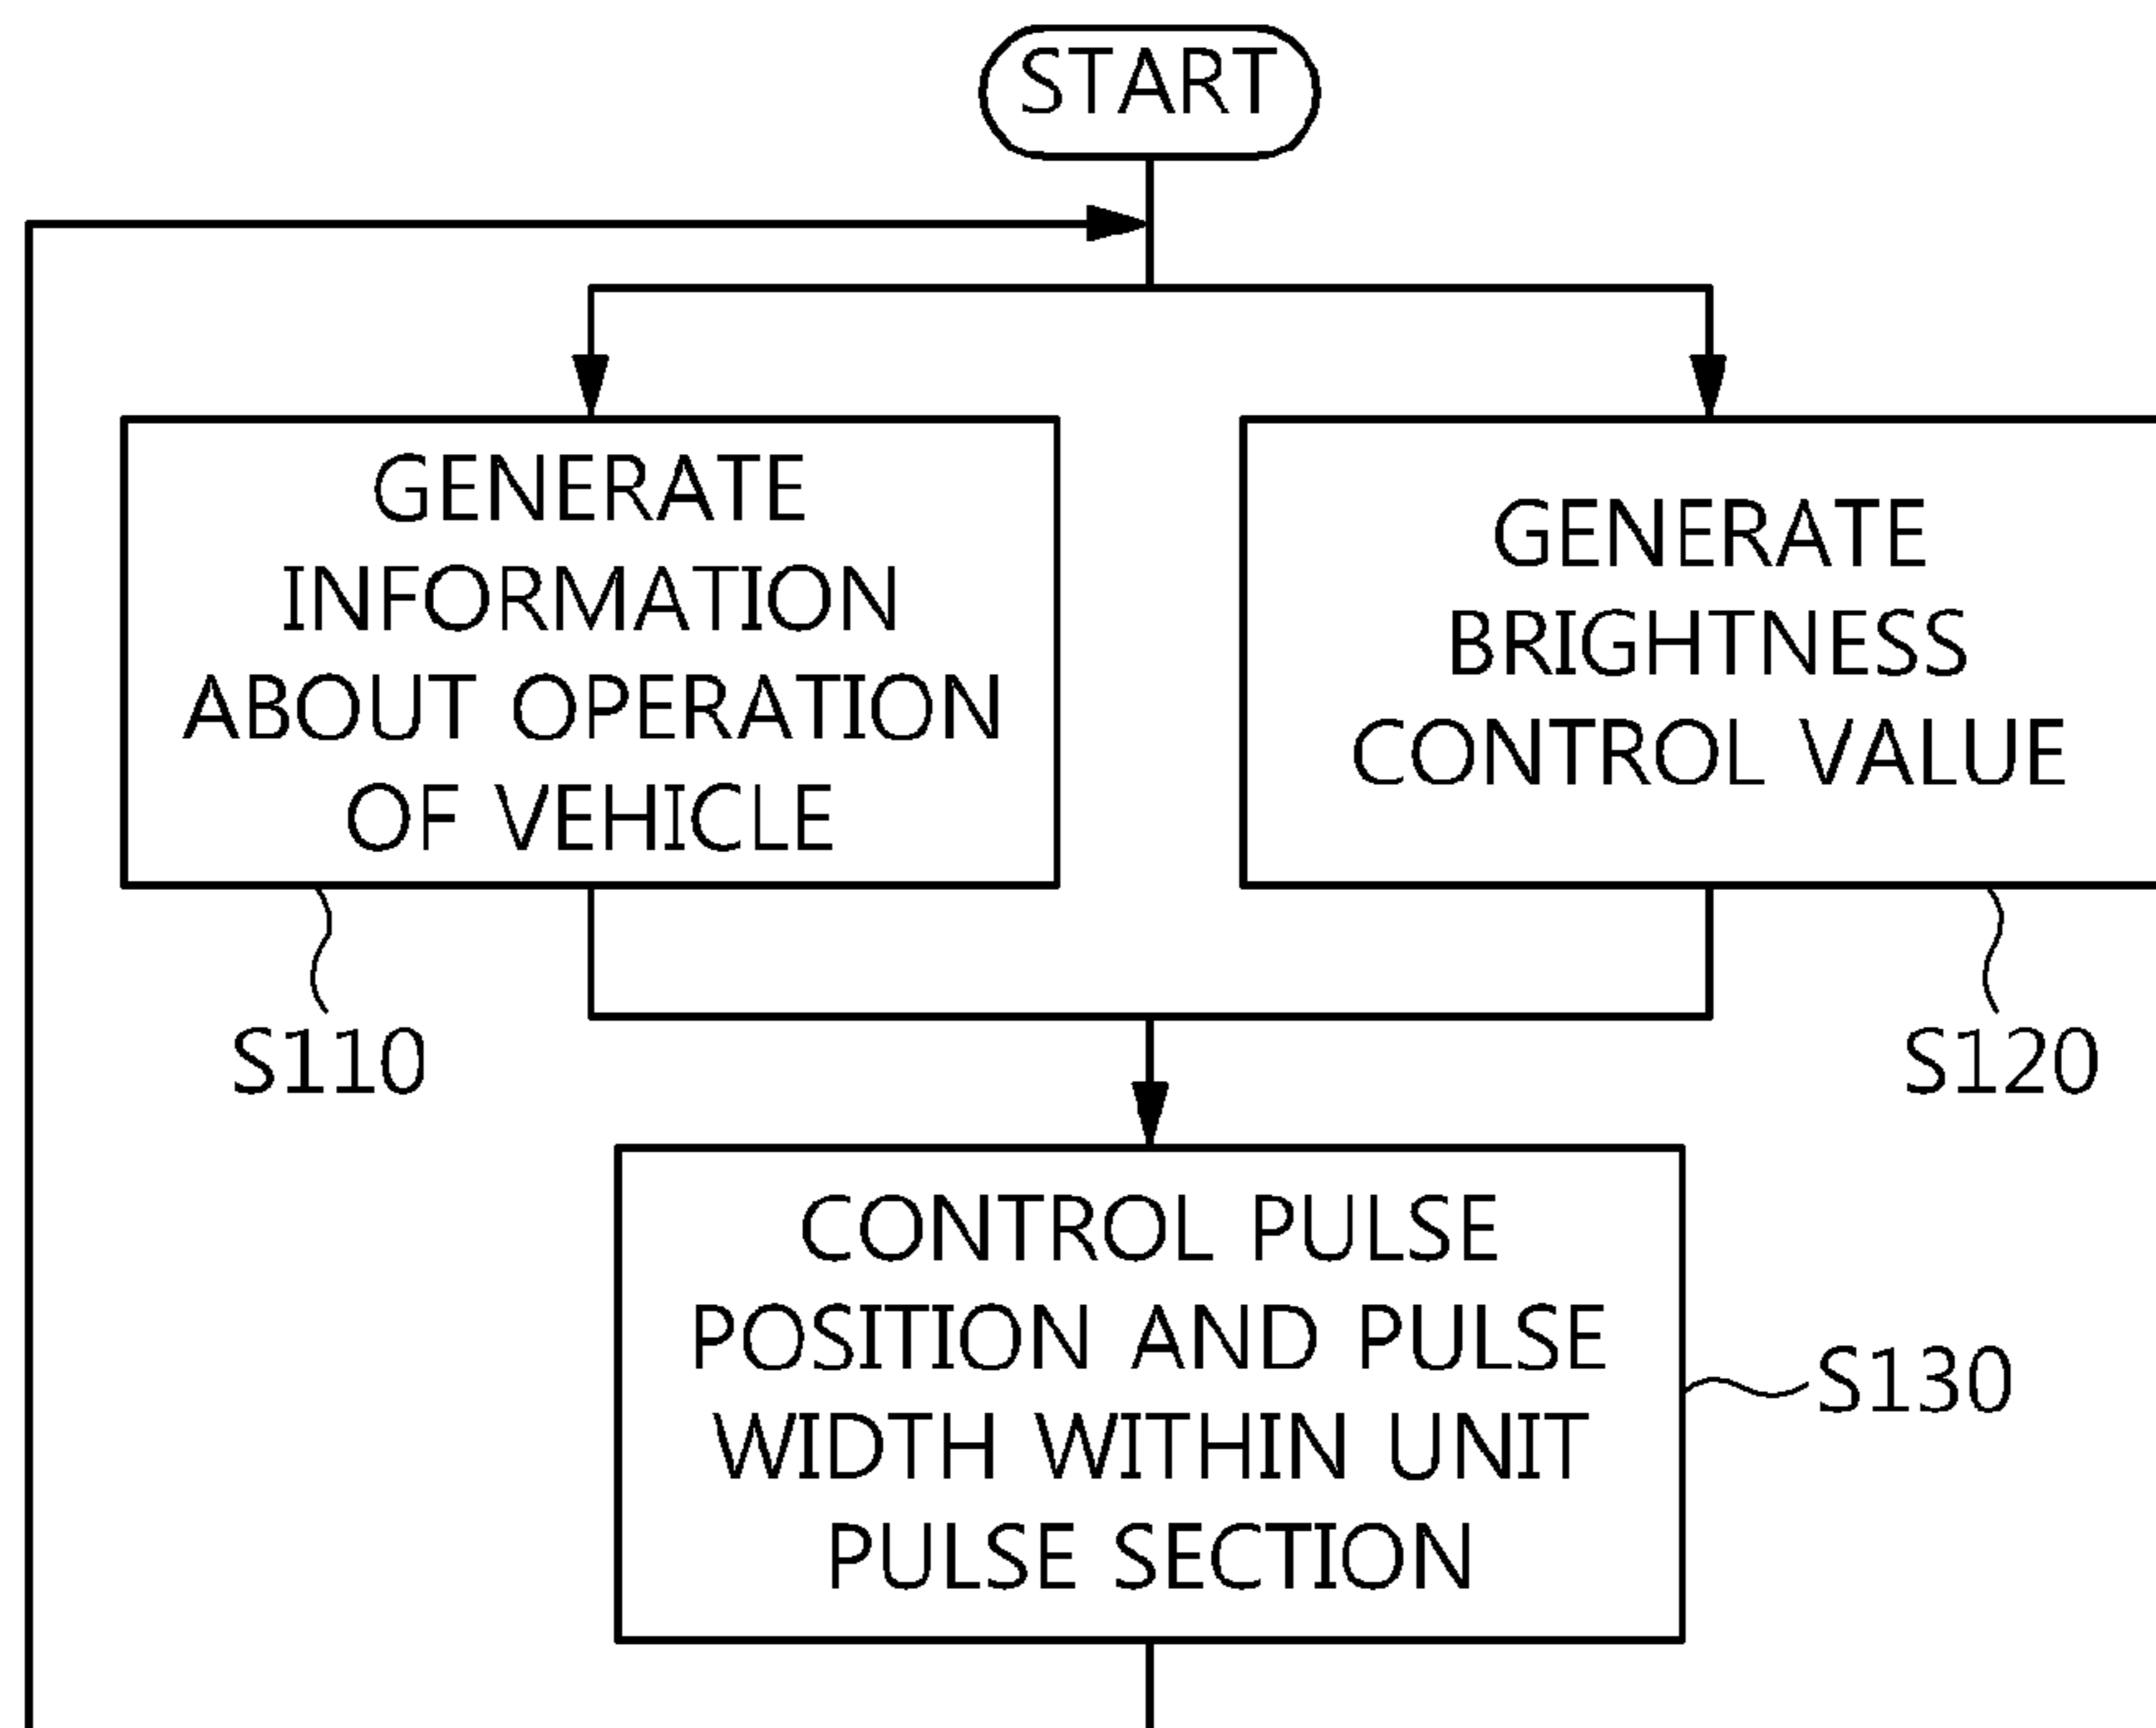 START
GENERATE
INFORMATION
ABOUT OPERATION
OF VEHICLE
S110
GENERATE
BRIGHTNESS
CONTROL VALUE
S120
CONTROL PULSE
POSITION AND PULSE
WIDTH WITHIN UNIT
PULSE SECTION
S130